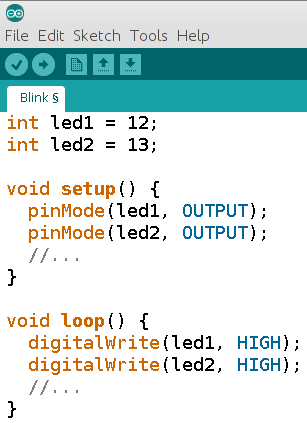 File Edit Sketch Tools Help
Blink §
int led1 = 12;
int led2 = 13;
void setup() {
  pinMode(led1, OUTPUT);
  pinMode(led2, OUTPUT);
  //...
}
void loop() {
  digitalWrite(led1, HIGH);
  digitalWrite(led2, HIGH);
  //...
}